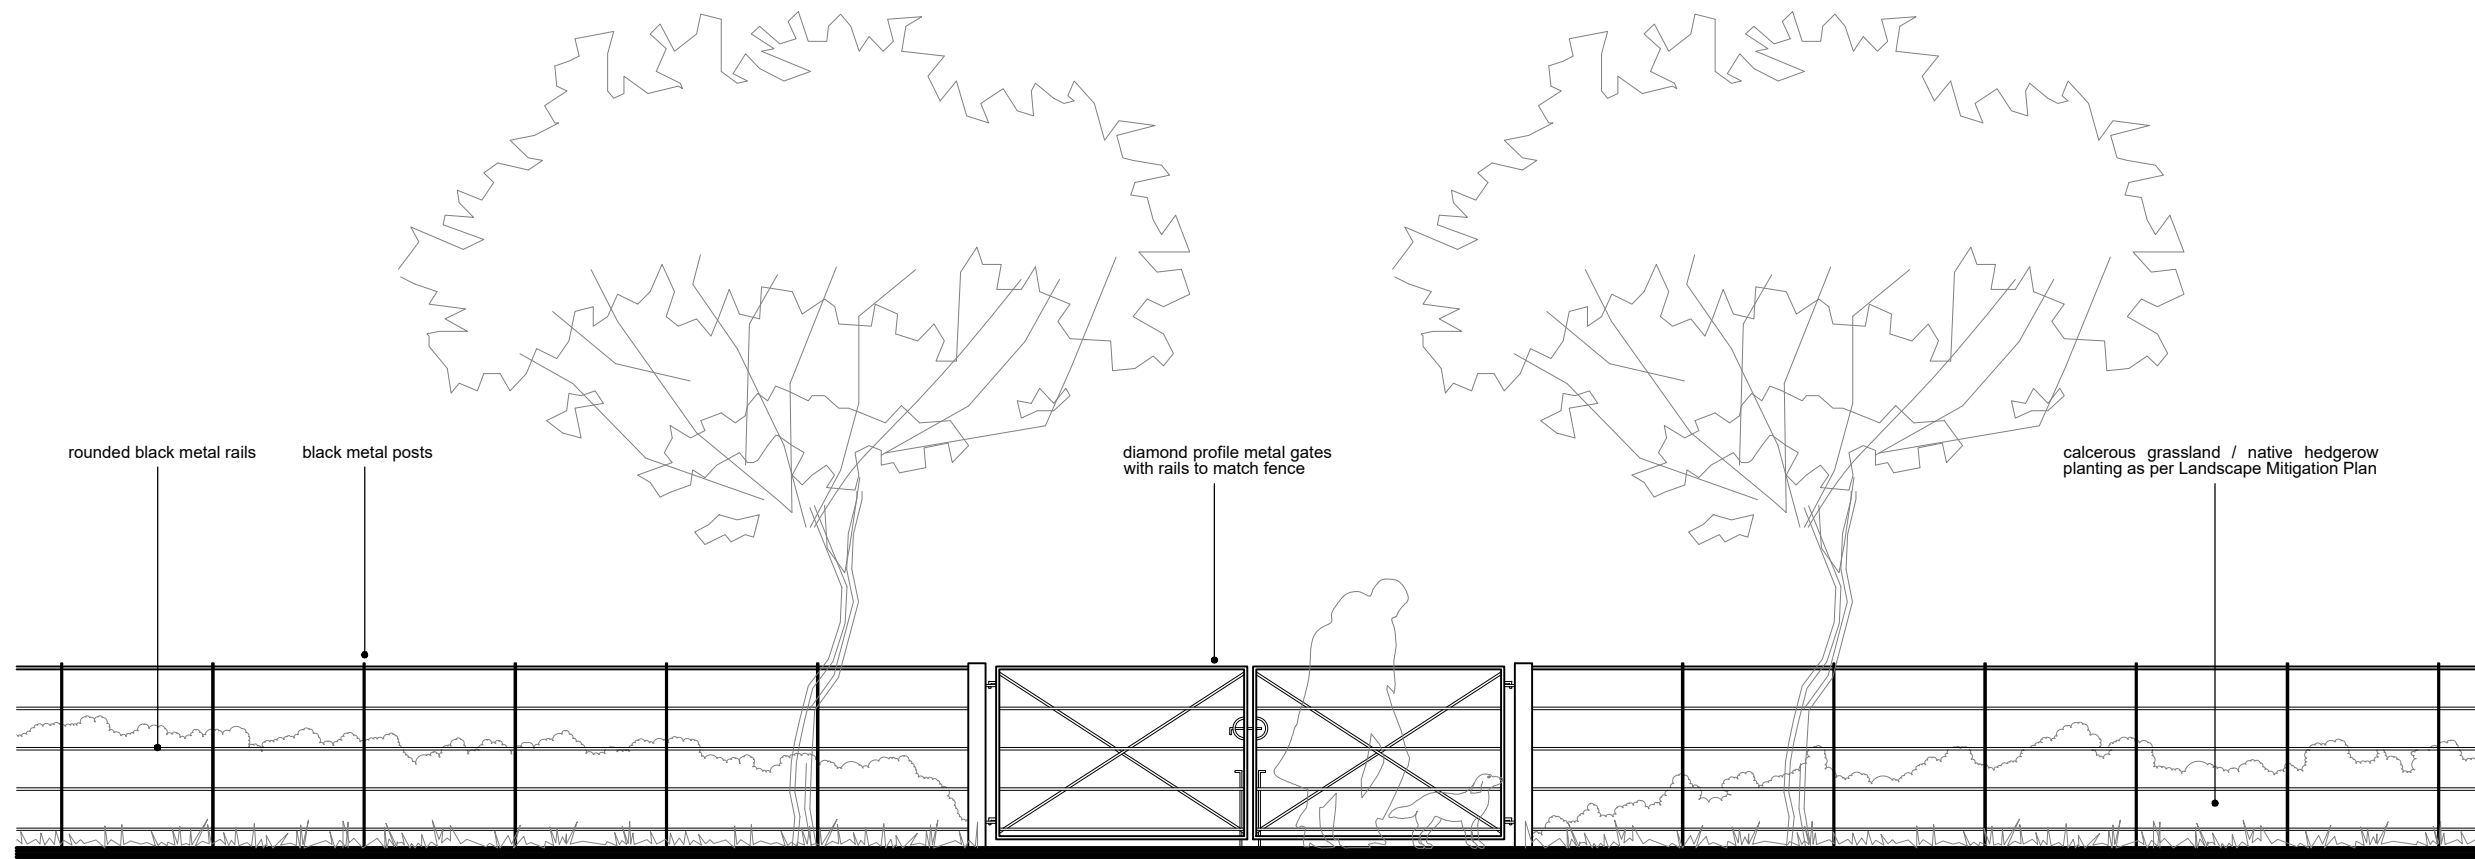 rounded black metal rails
black metal posts
diamond profile metal gates
with rails to match fence
calcerous grassland / native hedgerow
planting as per Landscape Mitigation Plan